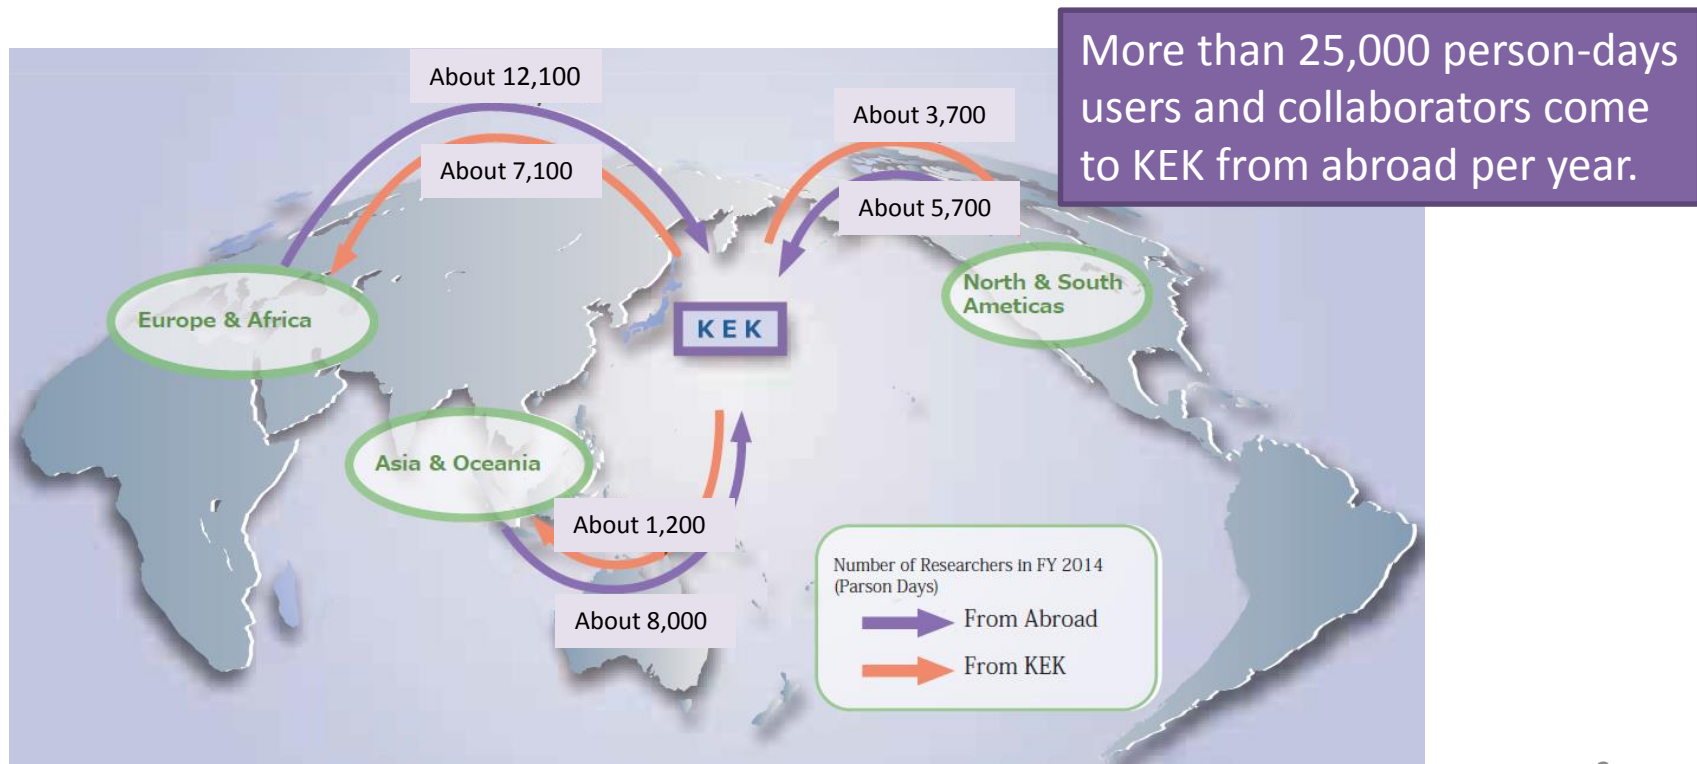 More than 25,000 person-days
users and collaborators come
to KEK from abroad per year.
About 12,100
About 3,700
About 7,100
About 5,700
North & South
Ameticas
Europe & Africa
KEK
Asia & Oceania
About 1,200
About 8,000
Number of Researchers in FY 2014
(Parson Days)
From Abroad
From KEK